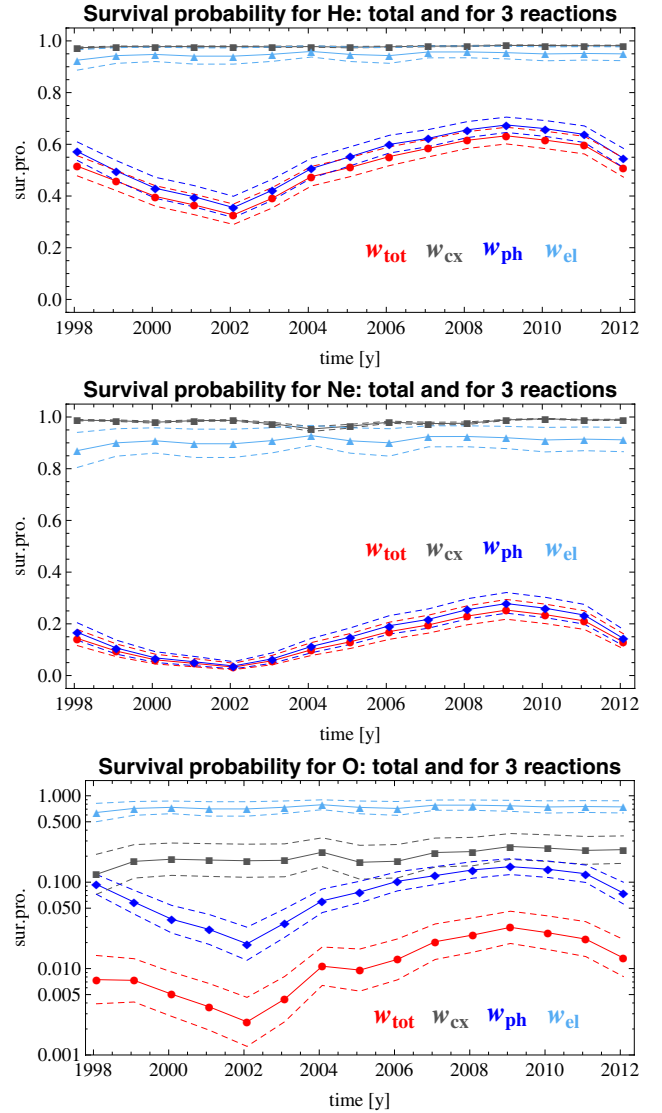 Survival probability for He: total and for 3 reactions
1.0
0.8
0.6
0.4
0.2
0.0
sur.pro.
w_tot w_cx w_ph w_el
1998 2000 2002 2004 2006 2008 2010 2012
time [y]
Survival probability for Ne: total and for 3 reactions
1.0
0.8
0.6
0.4
0.2
0.0
sur.pro.
w_tot w_cx w_ph w_el
1998 2000 2002 2004 2006 2008 2010 2012
time [y]
Survival probability for O: total and for 3 reactions
1.000
0.500
0.100
0.050
0.010
0.005
0.001
sur.pro.
w_tot w_cx w_ph w_el
1998 2000 2002 2004 2006 2008 2010 2012
time [y]